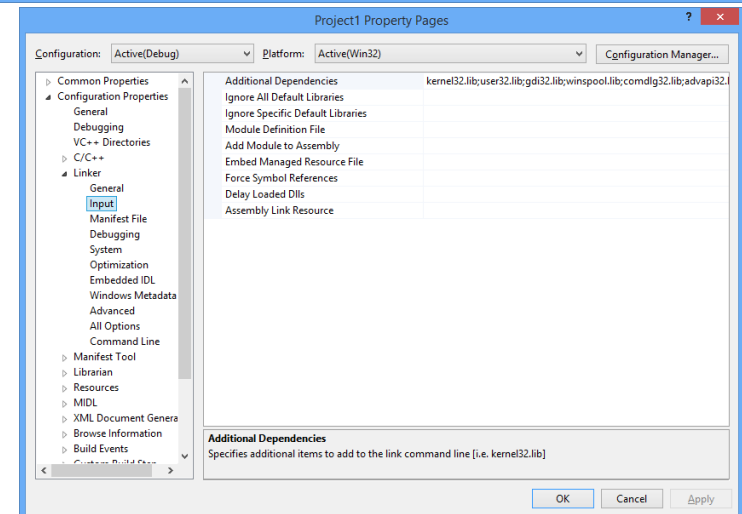 Project1 Property Pages
? ×
Configuration: Active(Debug) Platform: Active(Win32) Configuration Manager...
Common Properties
Configuration Properties
General
Debugging
VC++ Directories
C/C++
Linker
General
Input
Manifest File
Debugging
System
Optimization
Embedded IDL
Windows Metadata
Advanced
All Options
Command Line
Manifest Tool
Librarian
Resources
MIDL
XML Document Genera
Browse Information
Build Events
Additional Dependencies kernel32.lib;user32.lib;gdi32.lib;winspool.lib;comdlg32.lib;advapi32.l
Ignore All Default Libraries
Ignore Specific Default Libraries
Module Definition File
Add Module to Assembly
Embed Managed Resource File
Force Symbol References
Delay Loaded Dlls
Assembly Link Resource
Additional Dependencies
Specifies additional items to add to the link command line [i.e. kernel32.lib]
OK Cancel Apply